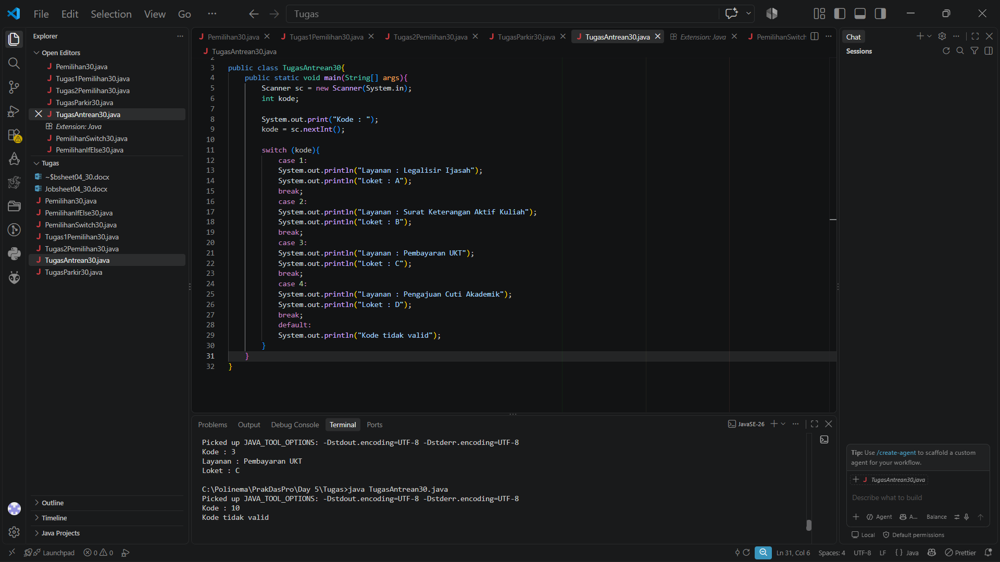 File Edit Selection View Go ··· Tugas
Explorer
Open Editors
Pemilihan30.java
Tugas1Pemilihan30.java
Tugas2Pemilihan30.java
TugasParkir30.java
TugasAntrean30.java
Extension: Java
PemilihanSwitch30.java
PemilihanIfElse30.java
Tugas
~$bsheet04_30.docx
Jobsheet04_30.docx
Pemilihan30.java
PemilihanIfElse30.java
PemilihanSwitch30.java
Tugas1Pemilihan30.java
Tugas2Pemilihan30.java
TugasAntrean30.java
TugasParkir30.java
Outline
Timeline
Java Projects
Pemilihan30.java Tugas1Pemilihan30.java Tugas2Pemilihan30.java TugasParkir30.java TugasAntrean30.java Extension: Java PemilihanSwitch
TugasAntrean30.java
2
3 public class TugasAntrean30{
4 public static void main(String[] args){
5 Scanner sc = new Scanner(System.in);
6 int kode;
7
8 System.out.print("Kode : ");
9 kode = sc.nextInt();
10
11 switch (kode){
12 case 1:
13 System.out.println("Layanan : Legalisir Ijasah");
14 System.out.println("Loket : A");
15 break;
16 case 2:
17 System.out.println("Layanan : Surat Keterangan Aktif Kuliah");
18 System.out.println("Loket : B");
19 break;
20 case 3:
21 System.out.println("Layanan : Pembayaran UKT");
22 System.out.println("Loket : C");
23 break;
24 case 4:
25 System.out.println("Layanan : Pengajuan Cuti Akademik");
26 System.out.println("Loket : D");
27 break;
28 default:
29 System.out.println("Kode tidak valid");
30 }
31 }
32 }
Problems Output Debug Console Terminal Ports JavaSE-26
Picked up JAVA_TOOL_OPTIONS: -Dstdout.encoding=UTF-8 -Dstderr.encoding=UTF-8
Kode : 3
Layanan : Pembayaran UKT
Loket : C
C:\Polinema\PrakDasPro\Day 5\Tugas>java TugasAntrean30.java
Picked up JAVA_TOOL_OPTIONS: -Dstdout.encoding=UTF-8 -Dstderr.encoding=UTF-8
Kode : 10
Kode tidak valid
Chat
Sessions
Tip: Use /create-agent to scaffold a custom
agent for your workflow.
TugasAntrean30.java
Describe what to build
Agent A... Balance
Local Default permissions
Launchpad 0 0 Ln 31, Col 6 Spaces: 4 UTF-8 LF { } Java Prettier